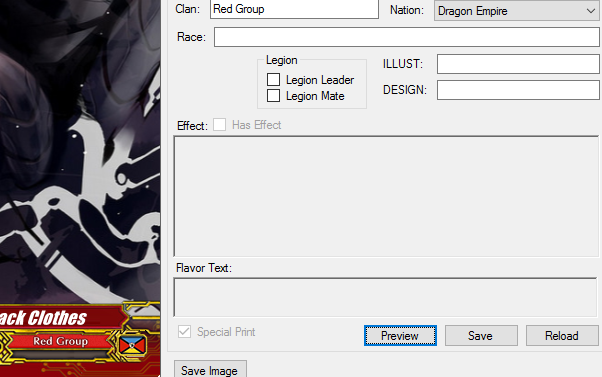 Clan: Red Group Nation: Dragon Empire
Race:
Legion
Legion Leader
Legion Mate
ILLUST:
DESIGN:
Effect: Has Effect
Flavor Text:
ack Clothes
Red Group
Special Print
Preview Save Reload
Save Image